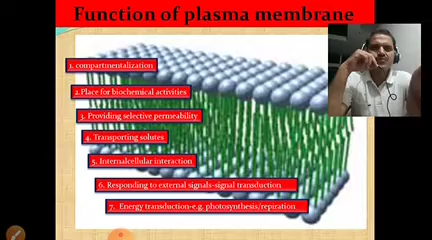 Function of plasma membrane
1. compartmentalization
2.Place for biochemical activities
3. Providing selective permeability
4. Transporting solutes
5. Internalcellular interaction
6. Responding to external signals-signal transduction
7. Energy transduction-e.g. photosynthesis/repiration